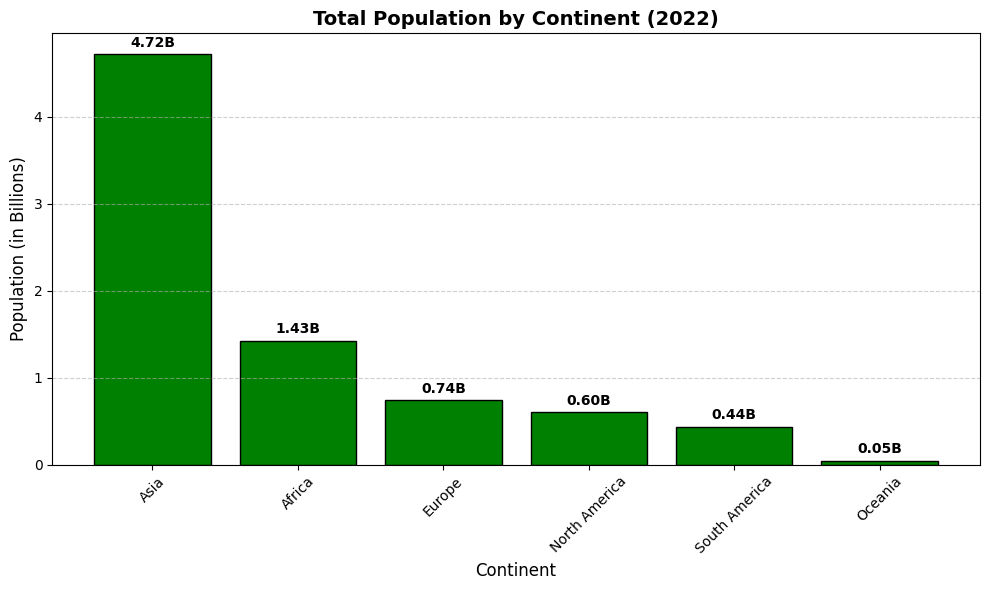 Total Population by Continent (2022)
Population (in Billions)
4
3
2
1
0
4.72B
1.43B
0.74B
0.60B
0.44B
0.05B
Asia
Africa
Europe
North America
South America
Oceania
Continent